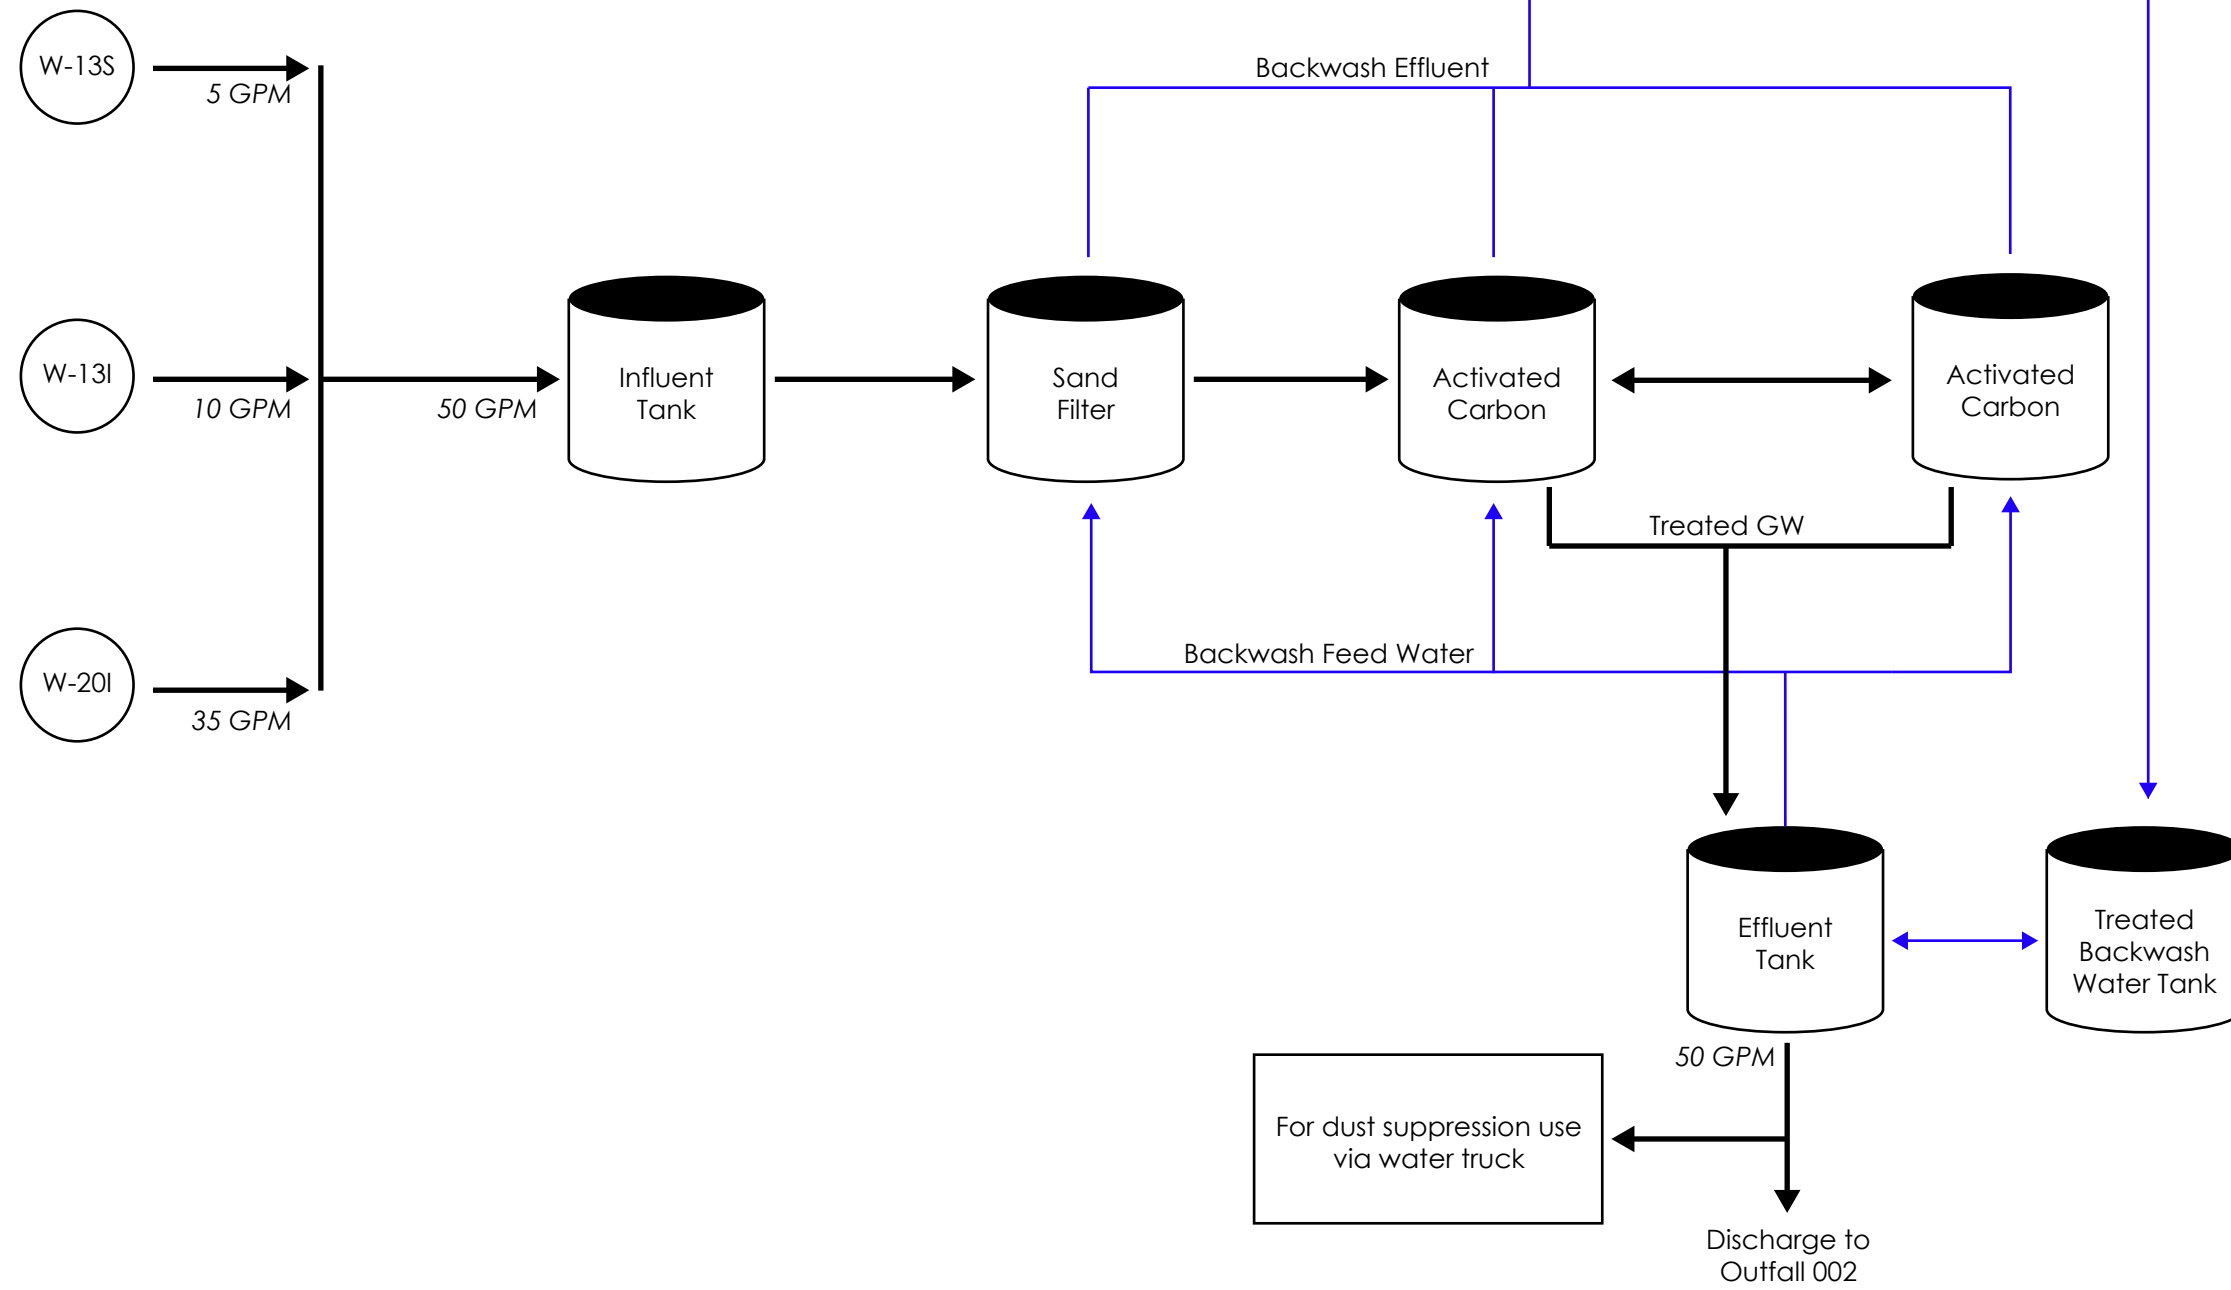 W-13S
5 GPM
Backwash Effluent
W-13I
10 GPM
50 GPM
Influent
Tank
Sand
Filter
Activated
Carbon
Activated
Carbon
Treated GW
Backwash Feed Water
W-20I
35 GPM
Effluent
Tank
Treated
Backwash
Water Tank
50 GPM
For dust suppression use
via water truck
Discharge to
Outfall 002